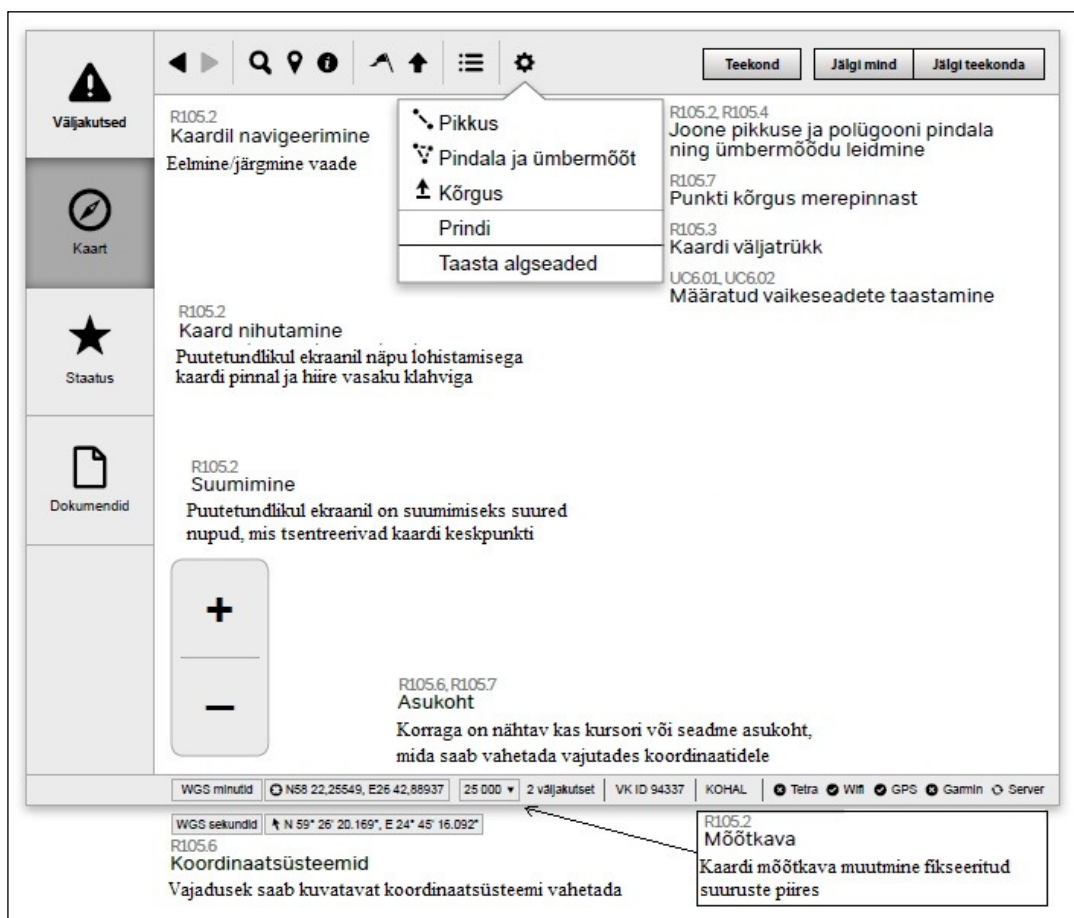 Teekond
Jälgi mind
Jälgi teekonda
Väljakutsed
Kaart
Staatus
Dokumendid
R105.2
Kaardil navigeerimine
Eelmine/järgmine vaade
Pikkus
Pindala ja ümbermõõt
Kõrgus
Prindi
Taasta algseaded
R105.2, R105.4
Joone pikkuse ja polügooni pindala
ning ümbermõõdu leidmine
R105.7
Punkti kõrgus merepinnast
R105.3
Kaardi väljatrükk
UC6.01, UC6.02
Määratud vaikeseadete taastamine
R105.2
Kaard nihutamine
Puutetundlikul ekraanil näpu lohistamisega
kaardi pinnal ja hiire vasaku klahviga
R105.2
Suumimine
Puutetundlikul ekraanil on suumimiseks suured
nupud, mis tsentreerivad kaardi keskpunkti
+
−
R105.6, R105.7
Asukoht
Korraga on nähtav kas kursori või seadme asukoht,
mida saab vahetada vajutades koordinaatidele
WGS minutid N58 22,25549, E26 42,88937 25 000 2 väljakutset VK ID 94337 KOHAL Tetra Wifi GPS Garmin Server
WGS sekundid N 59° 26' 20.169", E 24° 45' 16.092"
R105.6
Koordinaatsüsteemid
Vajadusek saab kuvatavat koordinaatsüsteemi vahetada
R105.2
Mõõtkava
Kaardi mõõtkava muutmine fikseeritud
suuruste piires